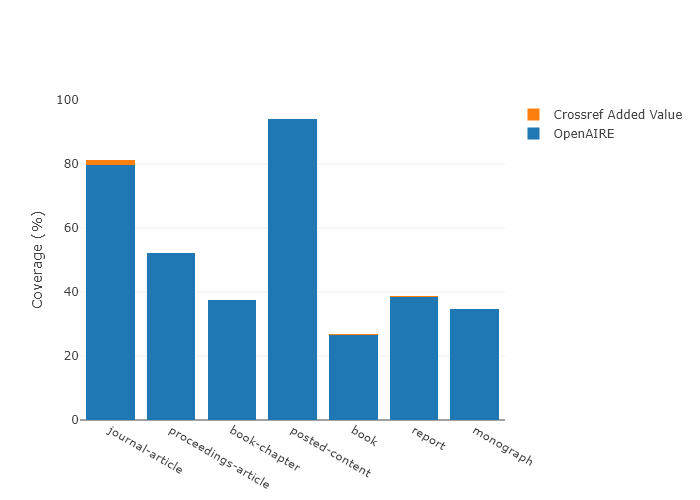 100
80
60
40
20
0
Coverage (%)
journal-article
proceedings-article
book-chapter
posted-content
book
report
monograph
Crossref Added Value
OpenAIRE